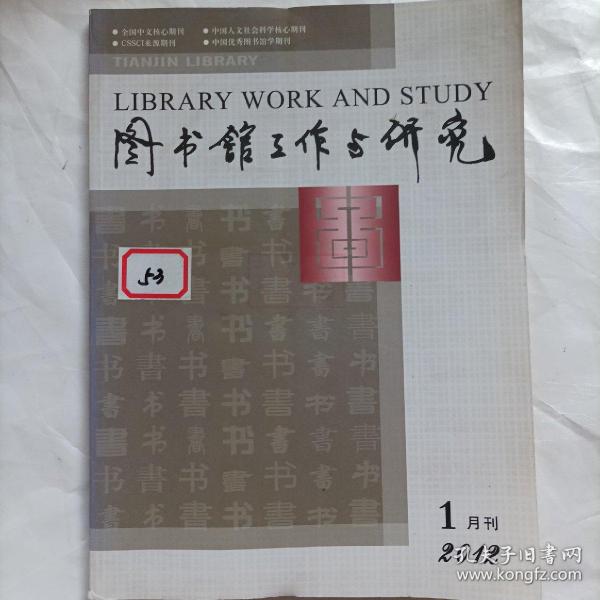 ● 全国中文核心期刊 ● 中国人文社会科学核心期刊
● CSSCI来源期刊 ● 中国优秀图书馆学期刊
TIANJIN LIBRARY
LIBRARY WORK AND STUDY
图书馆工作与研究
53
1 月刊
2012
孔夫子旧书网
www.kongfz.com